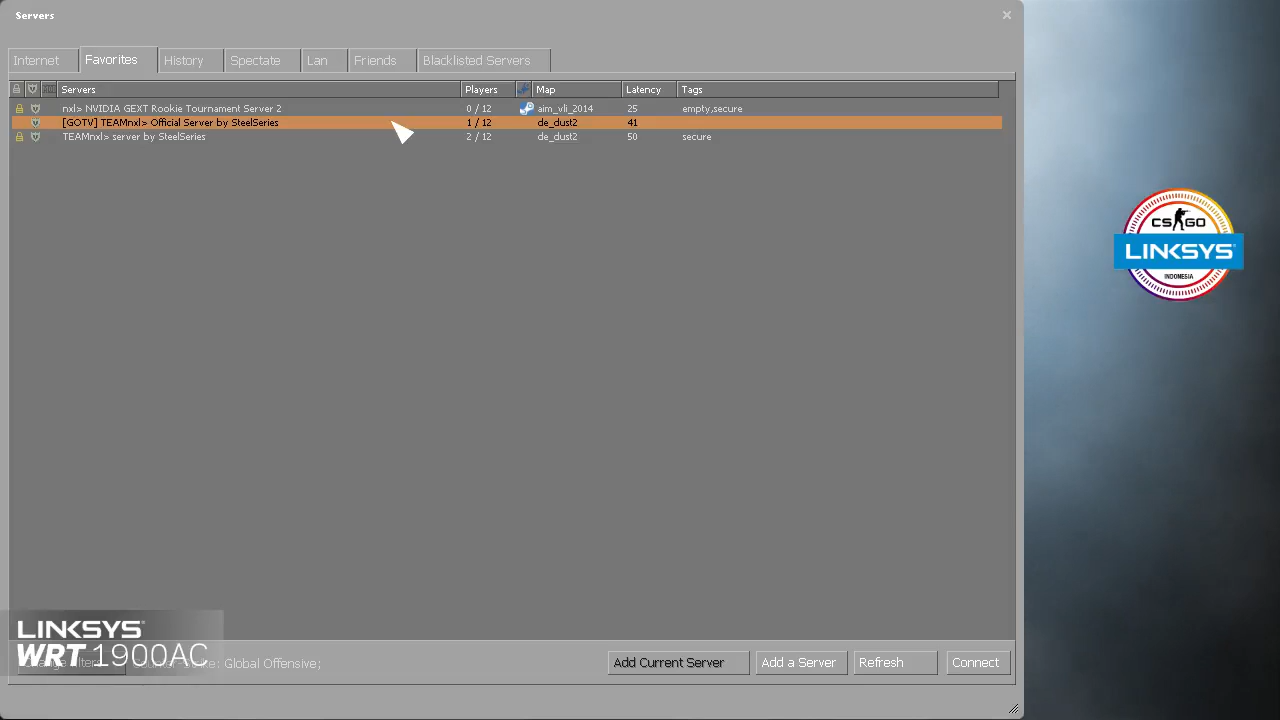 Servers
Internet Favorites History Spectate Lan Friends Blacklisted Servers
Servers Players Map Latency Tags
nxl> NVIDIA GEXT Rookie Tournament Server 2 0 / 12 aim_vli_2014 25 empty,secure
[GOTV] TEAMnxl> Official Server by SteelSeries 1 / 12 de_dust2 41
TEAMnxl> server by SteelSeries 2 / 12 de_dust2 50 secure
CS GO
LINKSYS
INDONESIA
LINKSYS
WRT 1900AC
Global Offensive;
Add Current Server Add a Server Refresh Connect